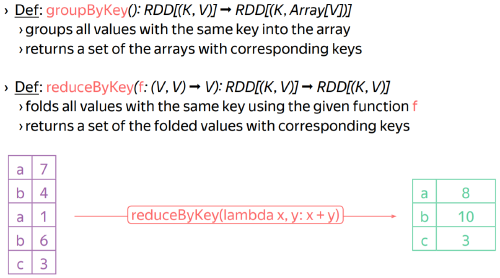 › Def: groupByKey(): RDD[(K, V)] → RDD[(K, Array[V])]
› groups all values with the same key into the array
› returns a set of the arrays with corresponding keys
› Def: reduceByKey(f: (V, V) → V): RDD[(K, V)] → RDD[(K, V)]
› folds all values with the same key using the given function f
› returns a set of the folded values with corresponding keys
a 7
b 4
a 1
b 6
c 3
reduceByKey(lambda x, y: x + y)
a 8
b 10
c 3